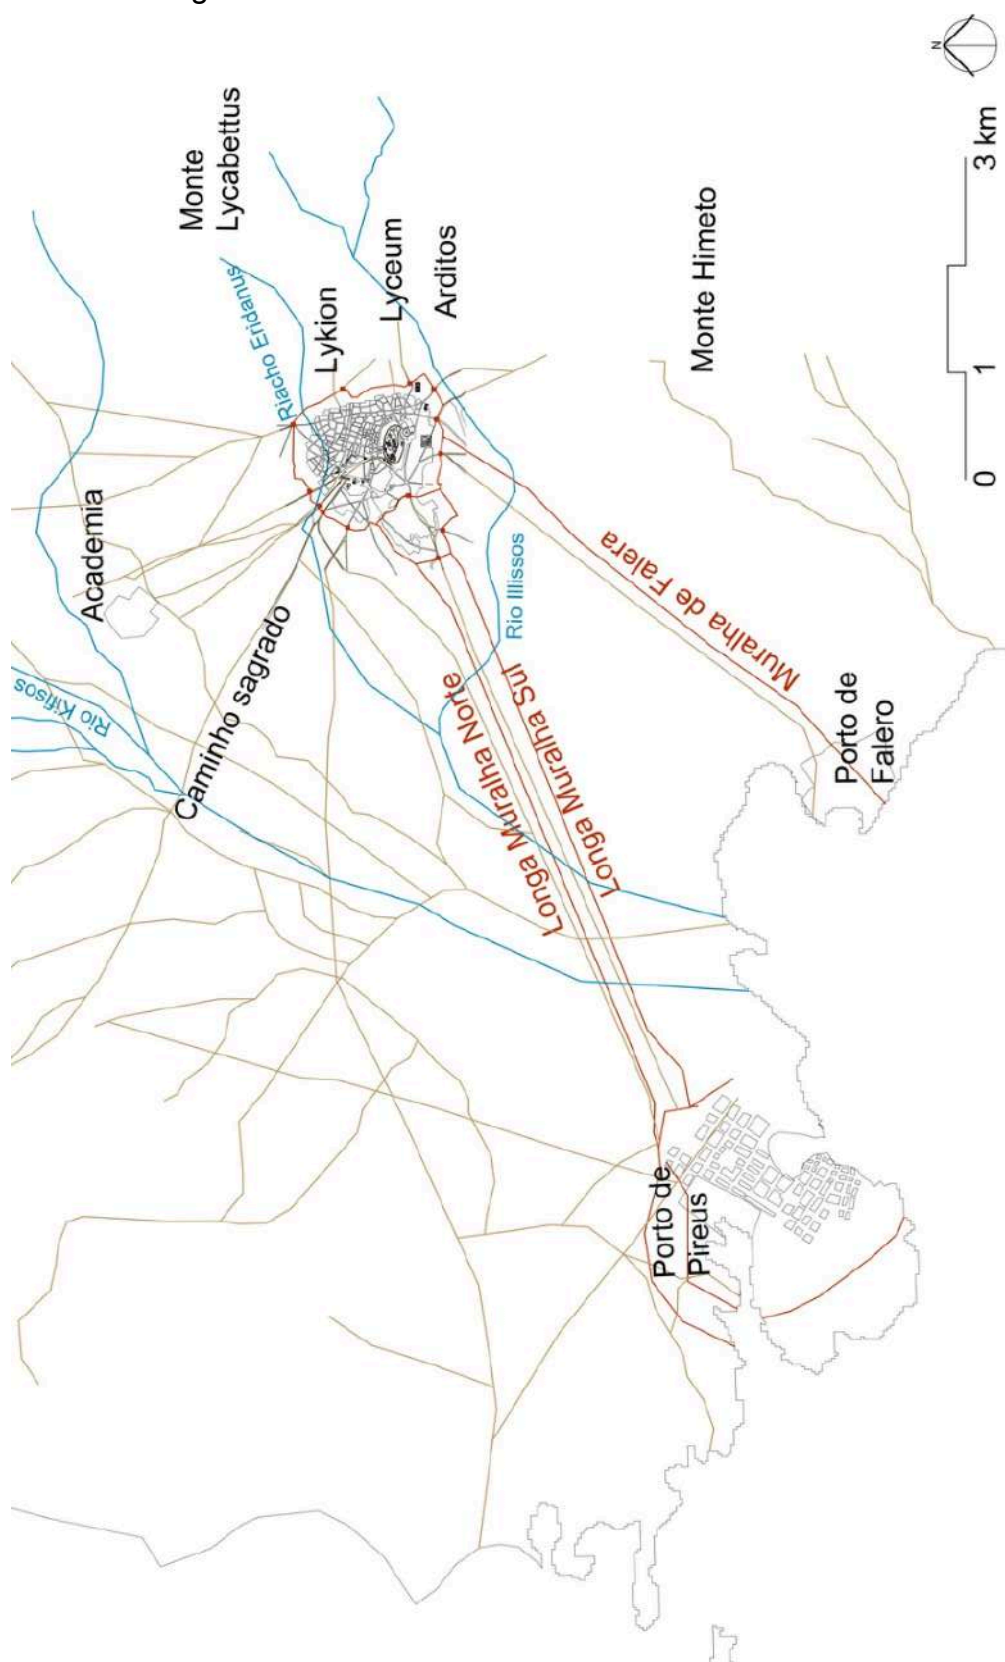 g
N
Monte
Lycabettus
Riacho Eridanus
Lykion
Lyceum
Arditos
Academia
Rio Kifisos
Caminho sagrado
Rio Illissos
Longa Muralha Norte
Longa Muralha Sul
Muralha de Falera
Monte Himeto
Porto de
Falero
Porto de
Pireus
0 1 3 km